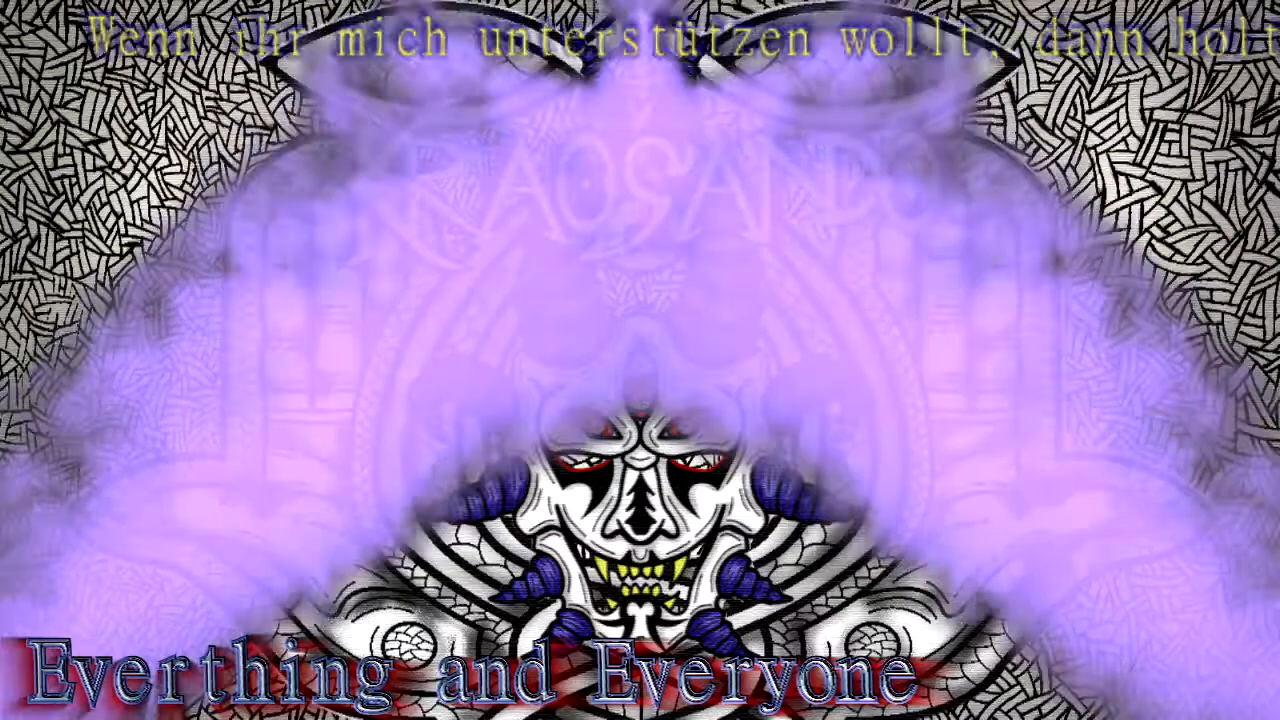 Wenn ihr mich unterstützen wollt, dann holt
Everthing and Everyone